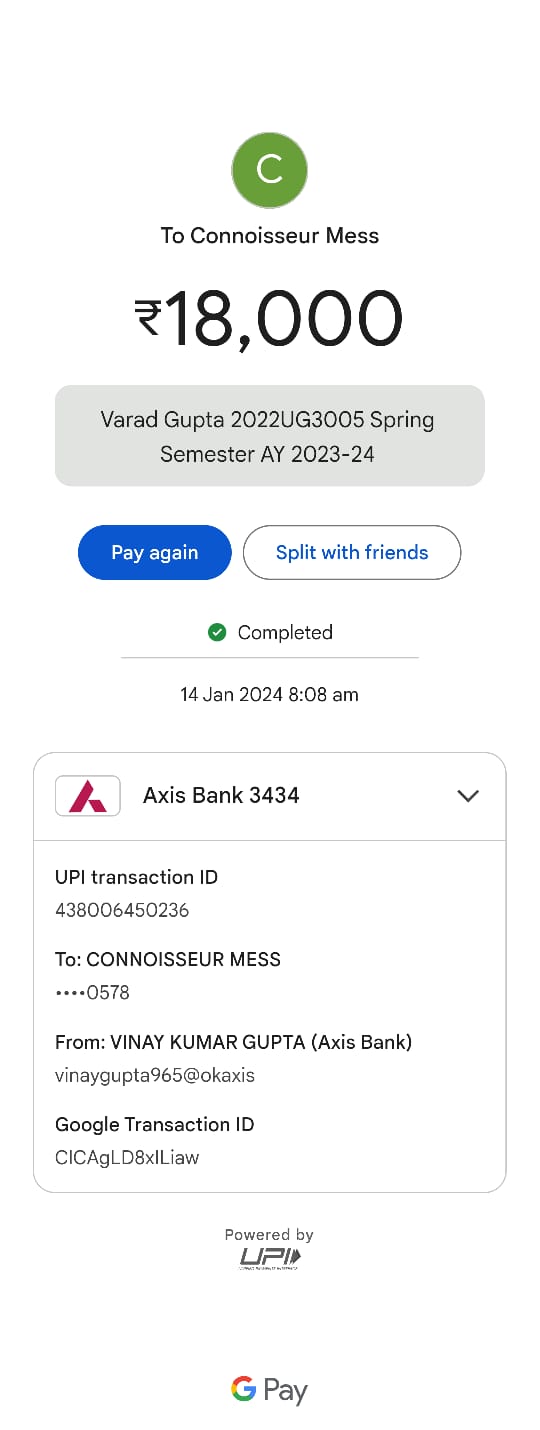 C
To Connoisseur Mess
₹18,000
Varad Gupta 2022UG3005 Spring
Semester AY 2023-24
Pay again
Split with friends
Completed
14 Jan 2024 8:08 am
Axis Bank 3434
UPI transaction ID
438006450236
To: CONNOISSEUR MESS
••••0578
From: VINAY KUMAR GUPTA (Axis Bank)
vinaygupta965@okaxis
Google Transaction ID
CICAgLD8xILiaw
Powered by
UPI
G Pay